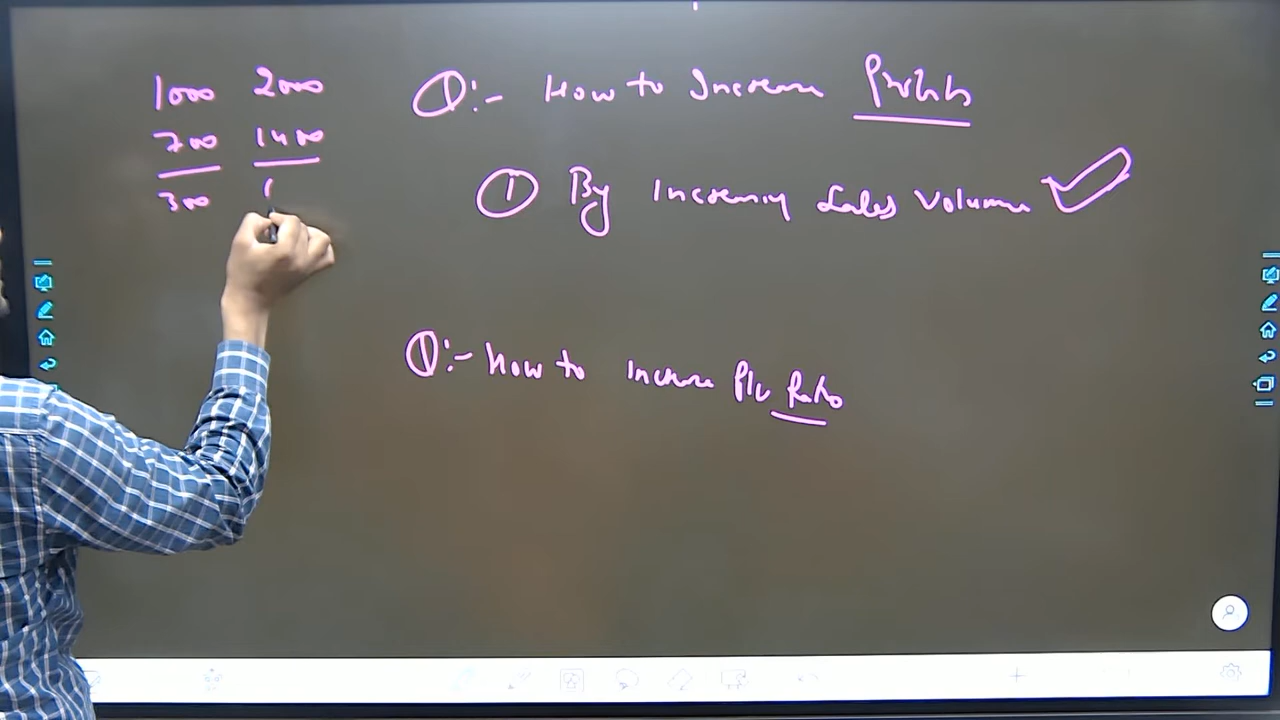 1000 2000
700 1400
300
Q:- How to Increase Profits
① By Increasing Sales Volume
Q:- How to Increase P/V Ratio